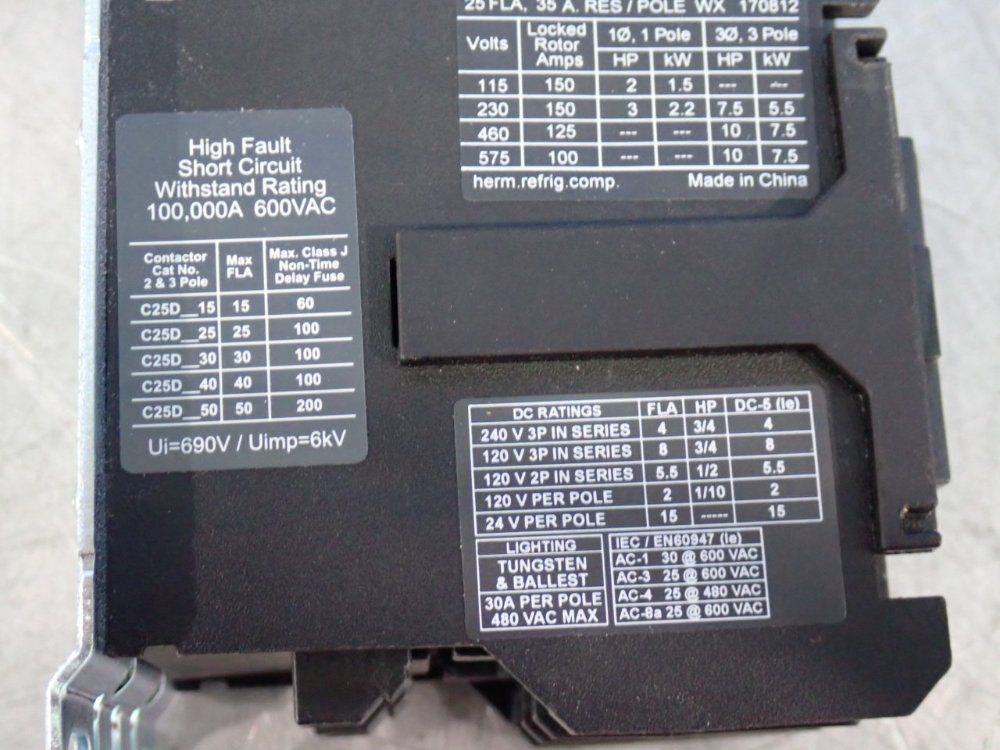 25 FLA, 35 A. RES / POLE WX 170812
Volts Locked Rotor Amps 1Ø, 1 Pole 3Ø, 3 Pole
HP kW HP kW
115 150 2 1.5 --- ---
230 150 3 2.2 7.5 5.5
460 125 --- --- 10 7.5
575 100 --- --- 10 7.5
herm.refrig.comp. Made in China
High Fault
Short Circuit
Withstand Rating
100,000A 600VAC
Contactor Cat No. 2 & 3 Pole Max FLA Max. Class J Non-Time Delay Fuse
C25D__15 15 60
C25D__25 25 100
C25D__30 30 100
C25D__40 40 100
C25D__50 50 200
Ui=690V / Uimp=6kV
DC RATINGS FLA HP DC-5 (Ie)
240 V 3P IN SERIES 4 3/4 4
120 V 3P IN SERIES 8 3/4 8
120 V 2P IN SERIES 5.5 1/2 5.5
120 V PER POLE 2 1/10 2
24 V PER POLE 15 ----- 15
LIGHTING
TUNGSTEN
& BALLEST
30A PER POLE
480 VAC MAX
IEC / EN60947 (Ie)
AC-1 30 @ 600 VAC
AC-3 25 @ 600 VAC
AC-4 25 @ 480 VAC
AC-8a 25 @ 600 VAC